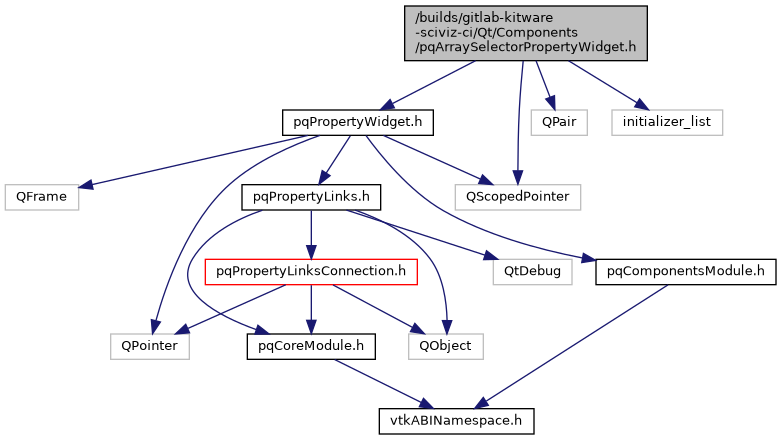 /builds/gitlab-kitware
-sciviz-ci/Qt/Components
/pqArraySelectorPropertyWidget.h
pqPropertyWidget.h
QPair
initializer_list
QFrame
pqPropertyLinks.h
QScopedPointer
pqPropertyLinksConnection.h
QtDebug
pqComponentsModule.h
QPointer
pqCoreModule.h
QObject
vtkABINamespace.h